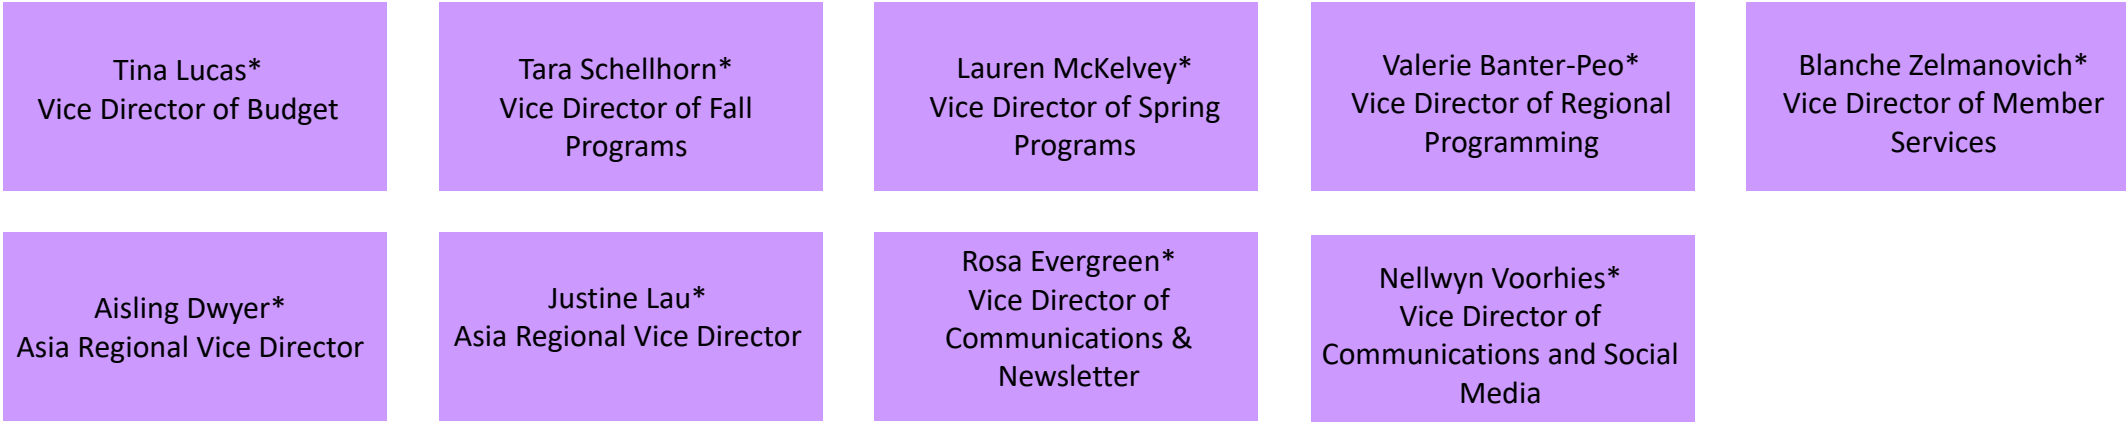 Tina Lucas*
Vice Director of Budget
Tara Schellhorn*
Vice Director of Fall
Programs
Lauren McKelvey*
Vice Director of Spring
Programs
Valerie Banter-Peo*
Vice Director of Regional
Programming
Blanche Zelmanovich*
Vice Director of Member
Services
Aisling Dwyer*
Asia Regional Vice Director
Justine Lau*
Asia Regional Vice Director
Rosa Evergreen*
Vice Director of
Communications &
Newsletter
Nellwyn Voorhies*
Vice Director of
Communications and Social
Media